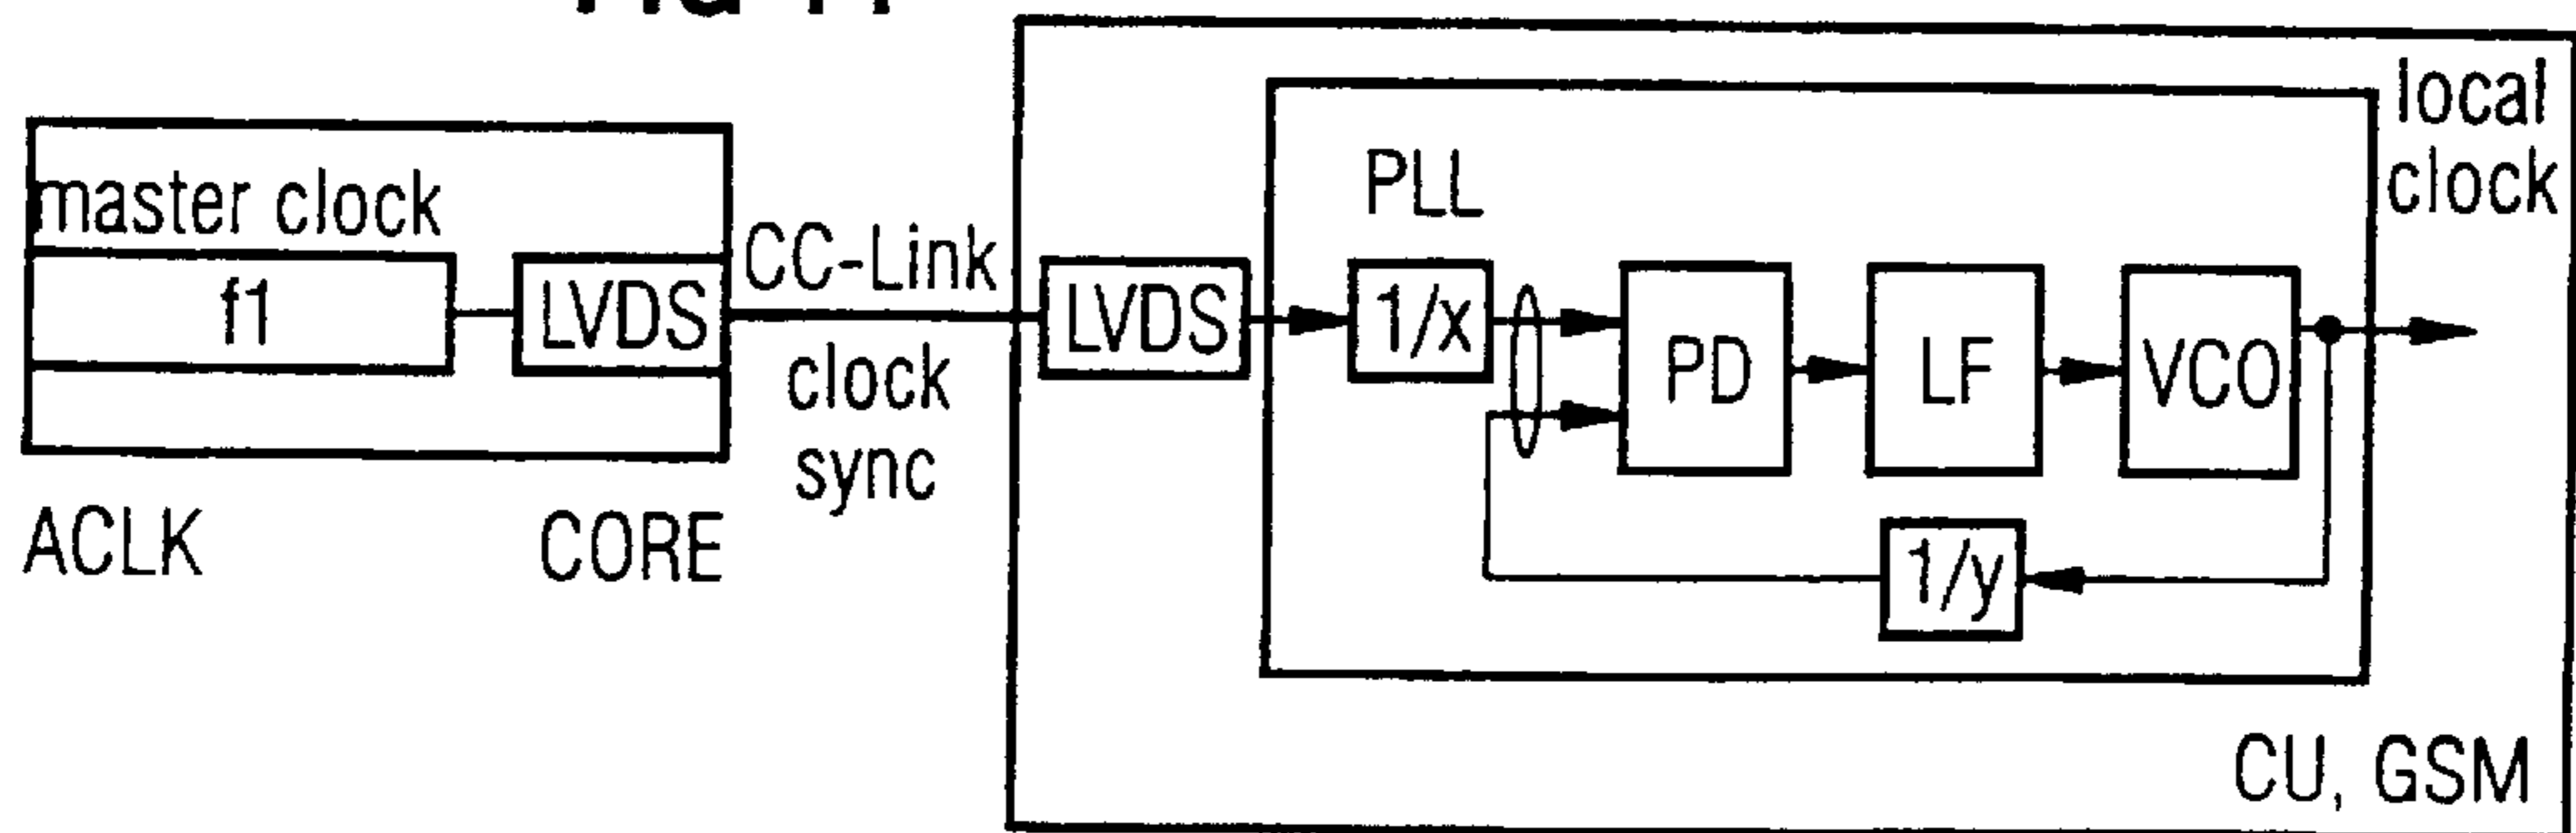 master clock
f1
LVDS
ACLK
CORE
CC-Link
clock
sync
LVDS
PLL
1/x
PD
LF
VCO
1/y
local
clock
CU, GSM